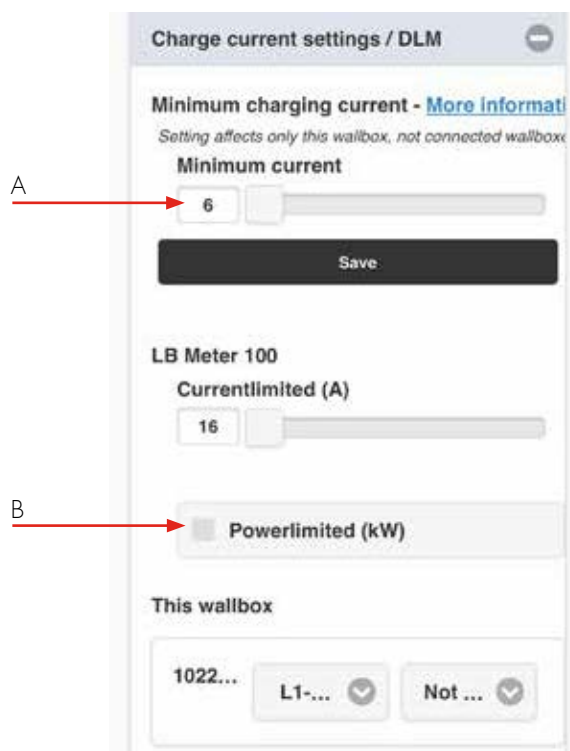 Charge current settings / DLM
Minimum charging current - More informati
Setting affects only this wallbox, not connected wallboxe
Minimum current
A
6
Save
LB Meter 100
Currentlimited (A)
16
B
Powerlimited (kW)
This wallbox
1022... L1-... Not ...